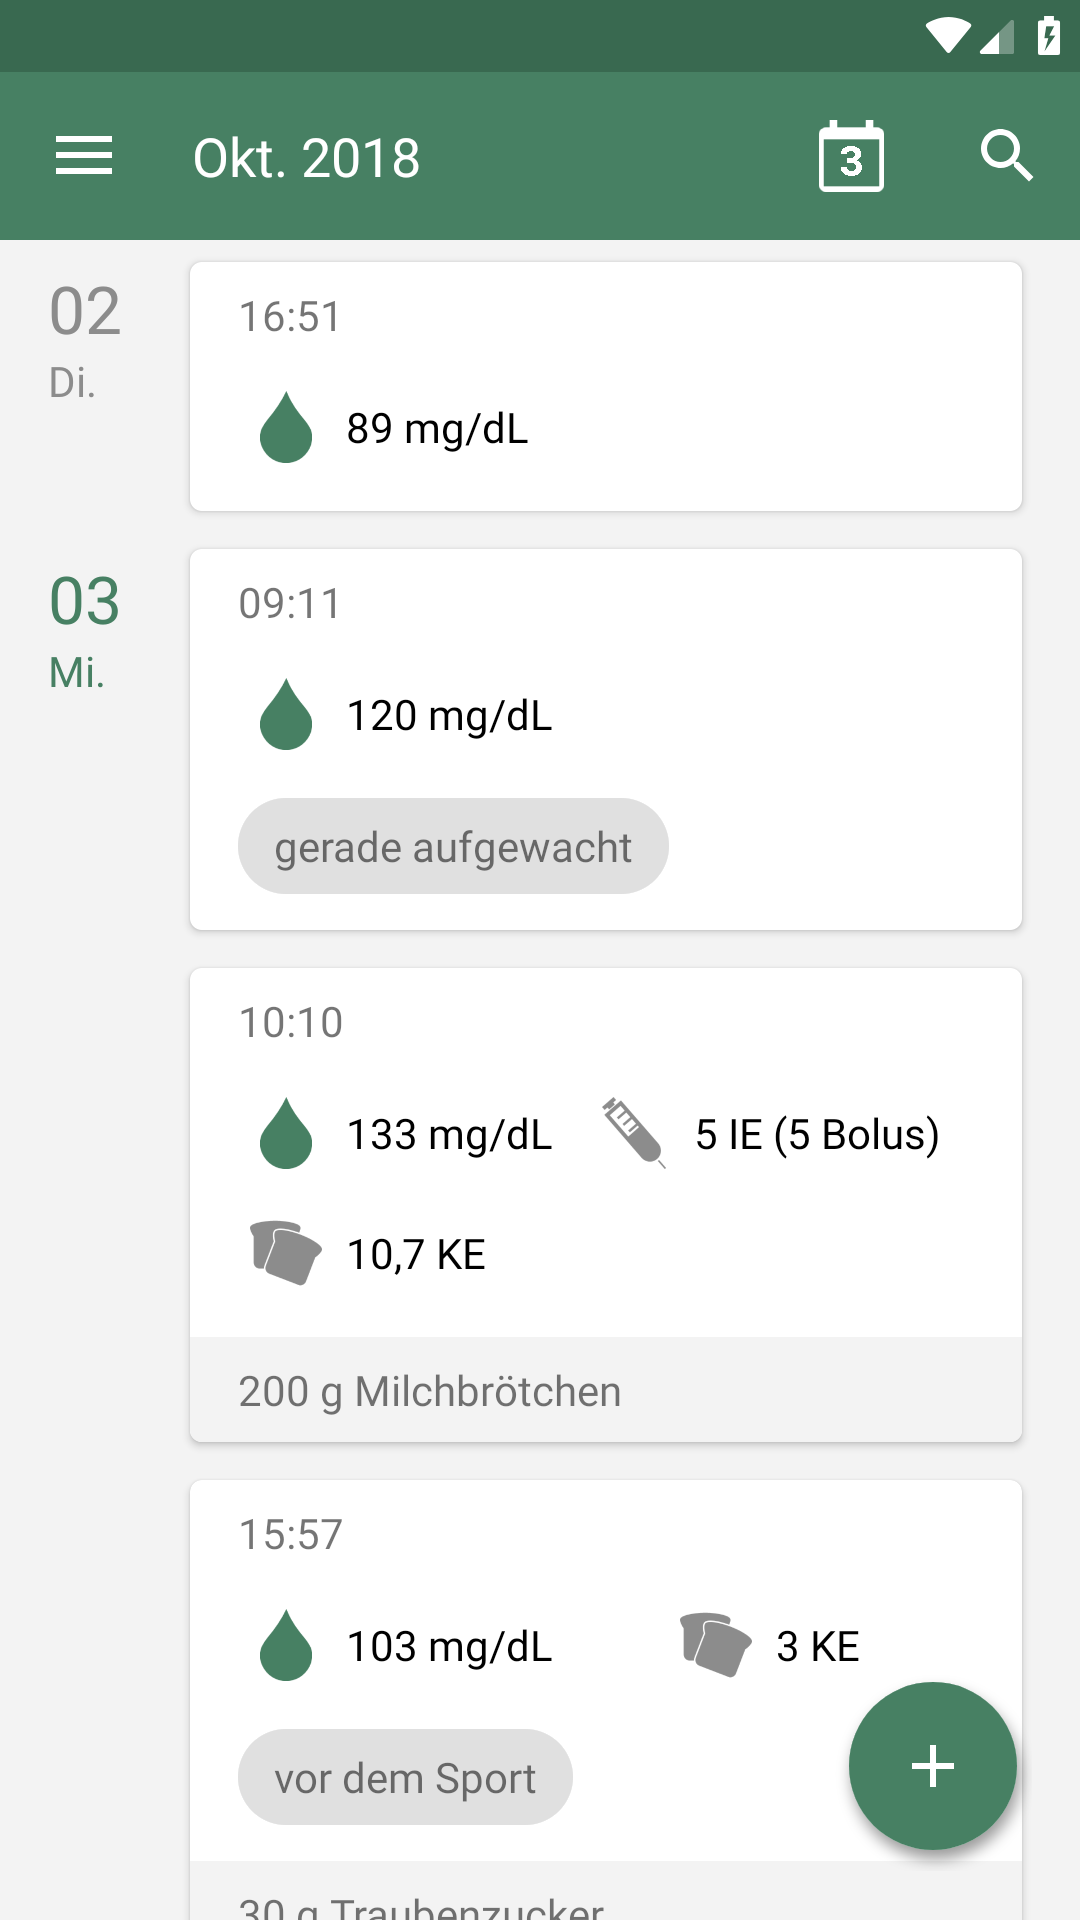 Okt. 2018
3
02
Di.
16:51
89 mg/dL
03
Mi.
09:11
120 mg/dL
gerade aufgewacht
10:10
133 mg/dL
5 IE (5 Bolus)
10,7 KE
200 g Milchbrötchen
15:57
103 mg/dL
3 KE
vor dem Sport
30 g Traubenzucker